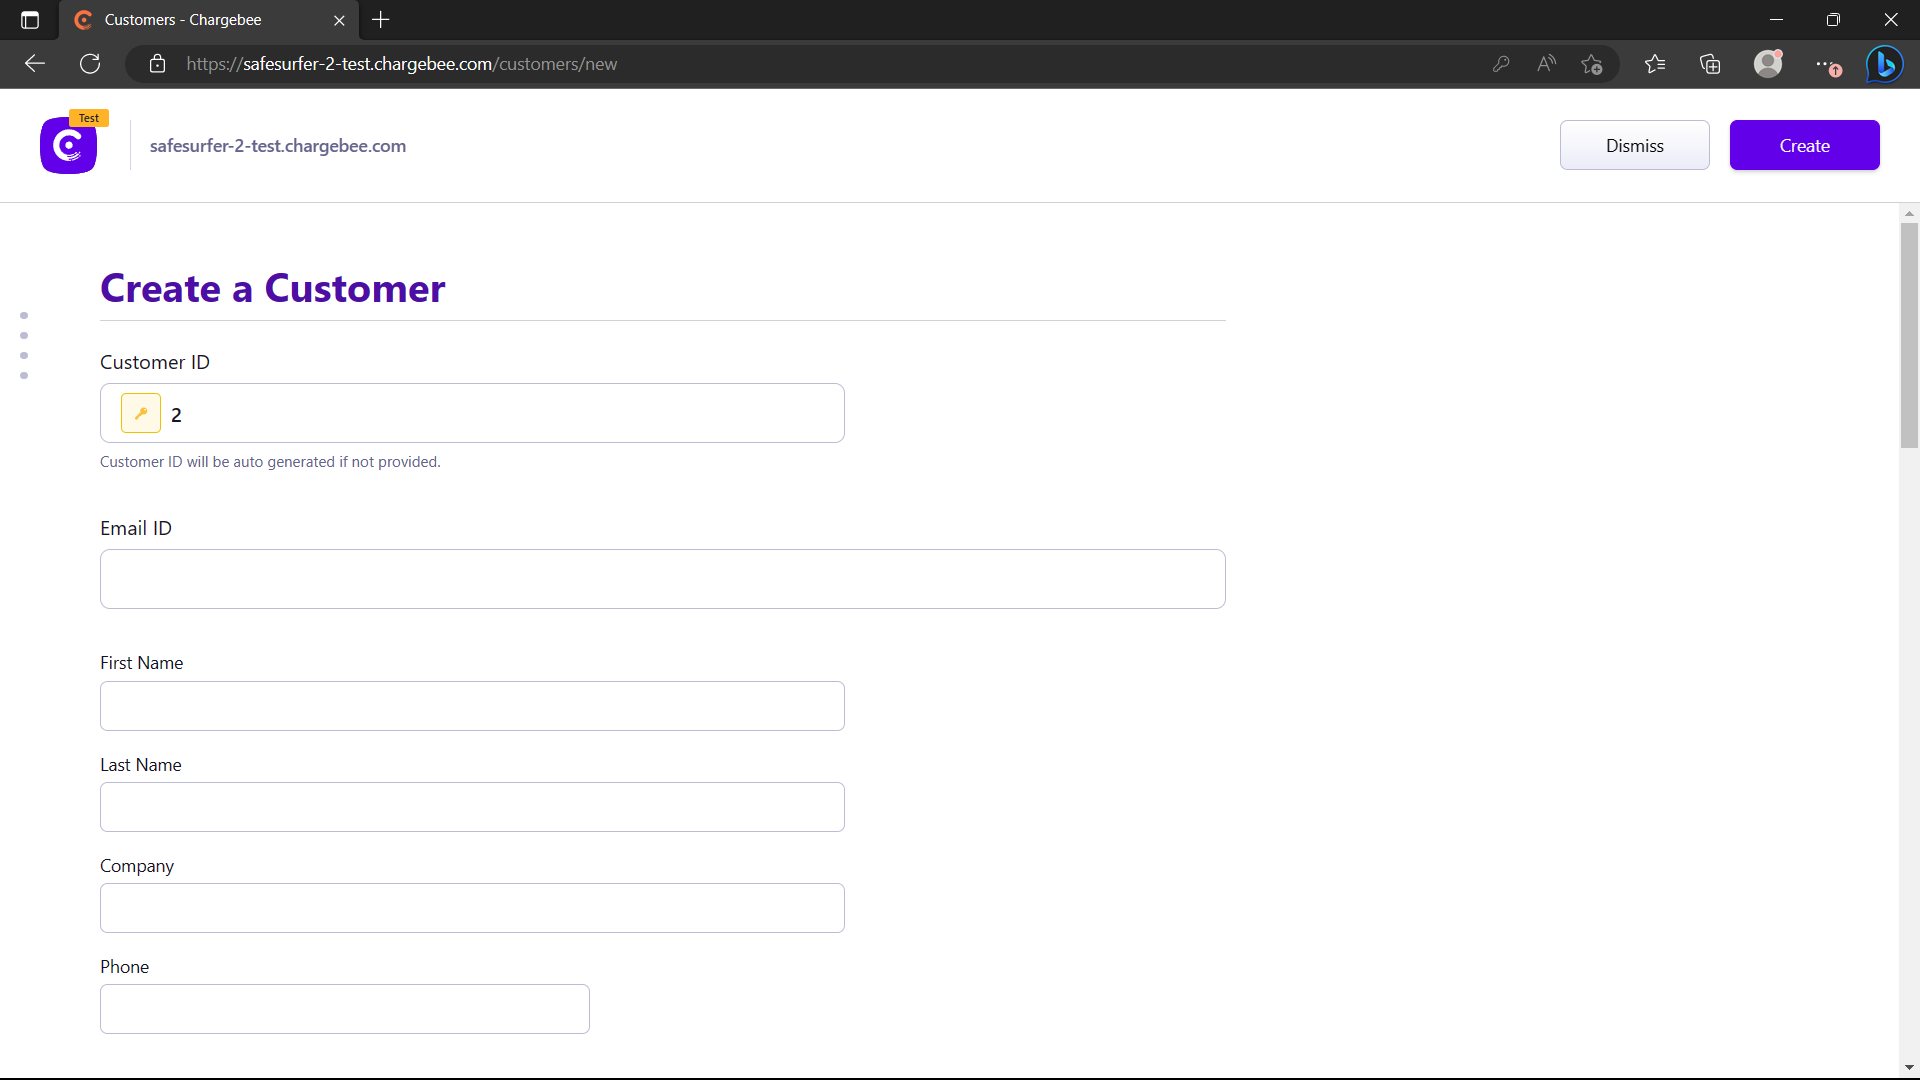 Customers - Chargebee
https://safesurfer-2-test.chargebee.com/customers/new
Test
safesurfer-2-test.chargebee.com
Dismiss
Create
Create a Customer
Customer ID
2
Customer ID will be auto generated if not provided.
Email ID
First Name
Last Name
Company
Phone